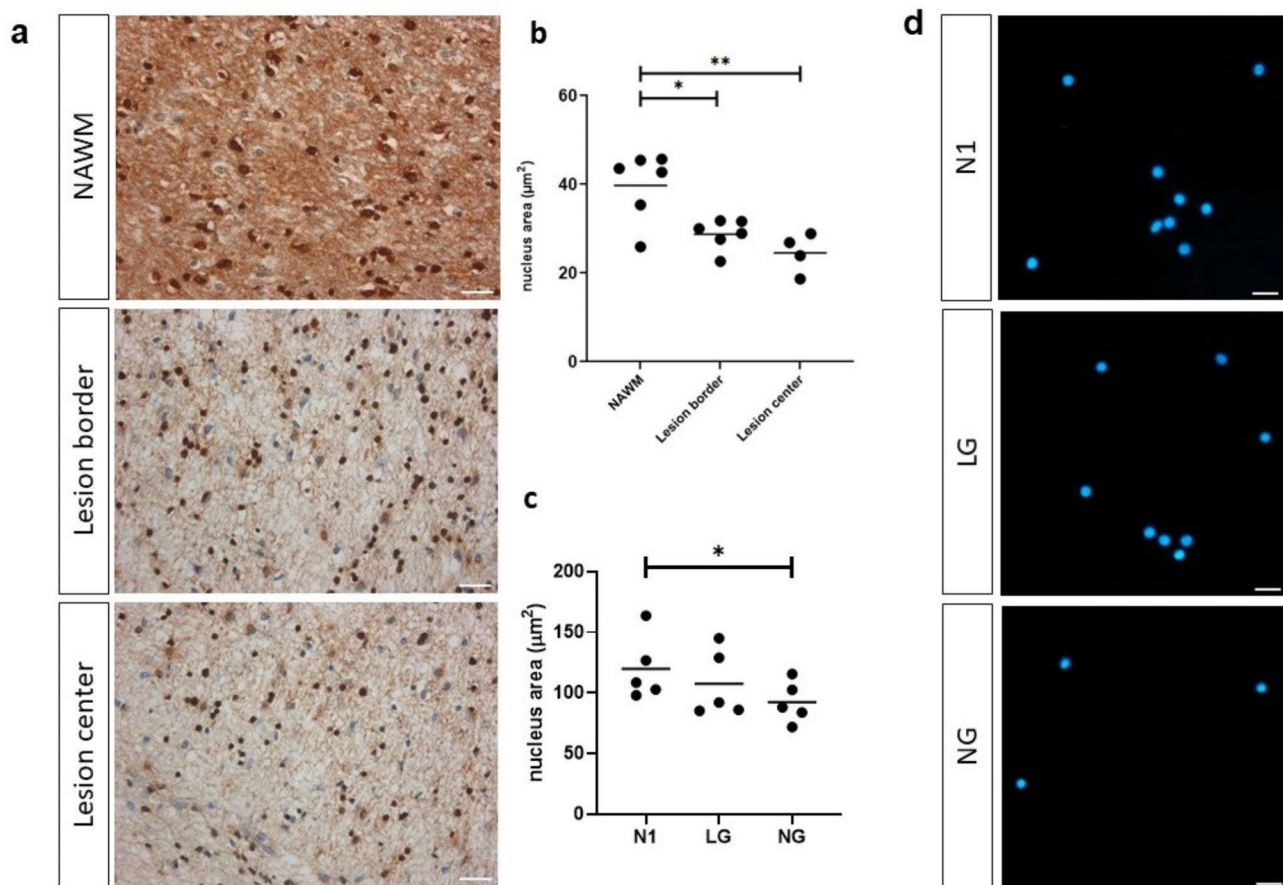 a
NAWM
Lesion border
Lesion center
b
**
*
60
40
20
0
nucleus area (µm²)
NAWM
Lesion border
Lesion center
c
*
200
150
100
50
0
nucleus area (µm²)
N1
LG
NG
d
N1
LG
NG